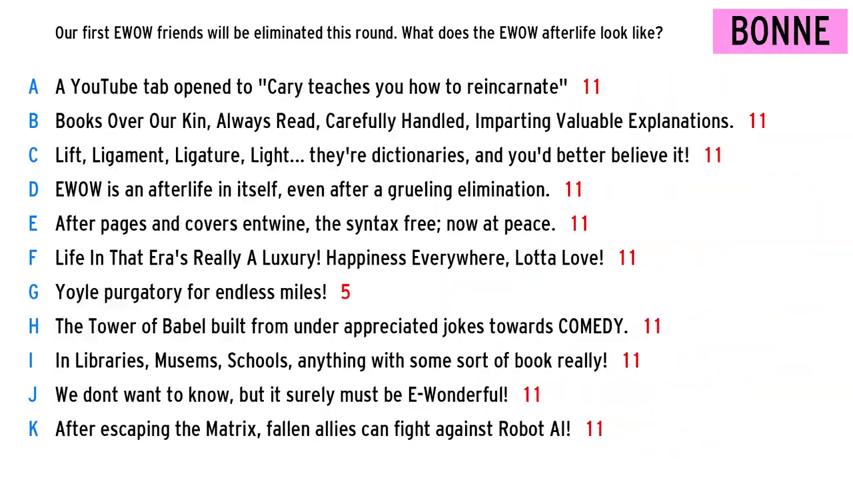 Our first EWOW friends will be eliminated this round. What does the EWOW afterlife look like?
BONNE
A A YouTube tab opened to "Cary teaches you how to reincarnate" 11
B Books Over Our Kin, Always Read, Carefully Handled, Imparting Valuable Explanations. 11
C Lift, Ligament, Ligature, Light... they're dictionaries, and you'd better believe it! 11
D EWOW is an afterlife in itself, even after a grueling elimination. 11
E After pages and covers entwine, the syntax free; now at peace. 11
F Life In That Era's Really A Luxury! Happiness Everywhere, Lotta Love! 11
G Yoyle purgatory for endless miles! 5
H The Tower of Babel built from under appreciated jokes towards COMEDY. 11
I In Libraries, Musems, Schools, anything with some sort of book really! 11
J We dont want to know, but it surely must be E-Wonderful! 11
K After escaping the Matrix, fallen allies can fight against Robot AI! 11